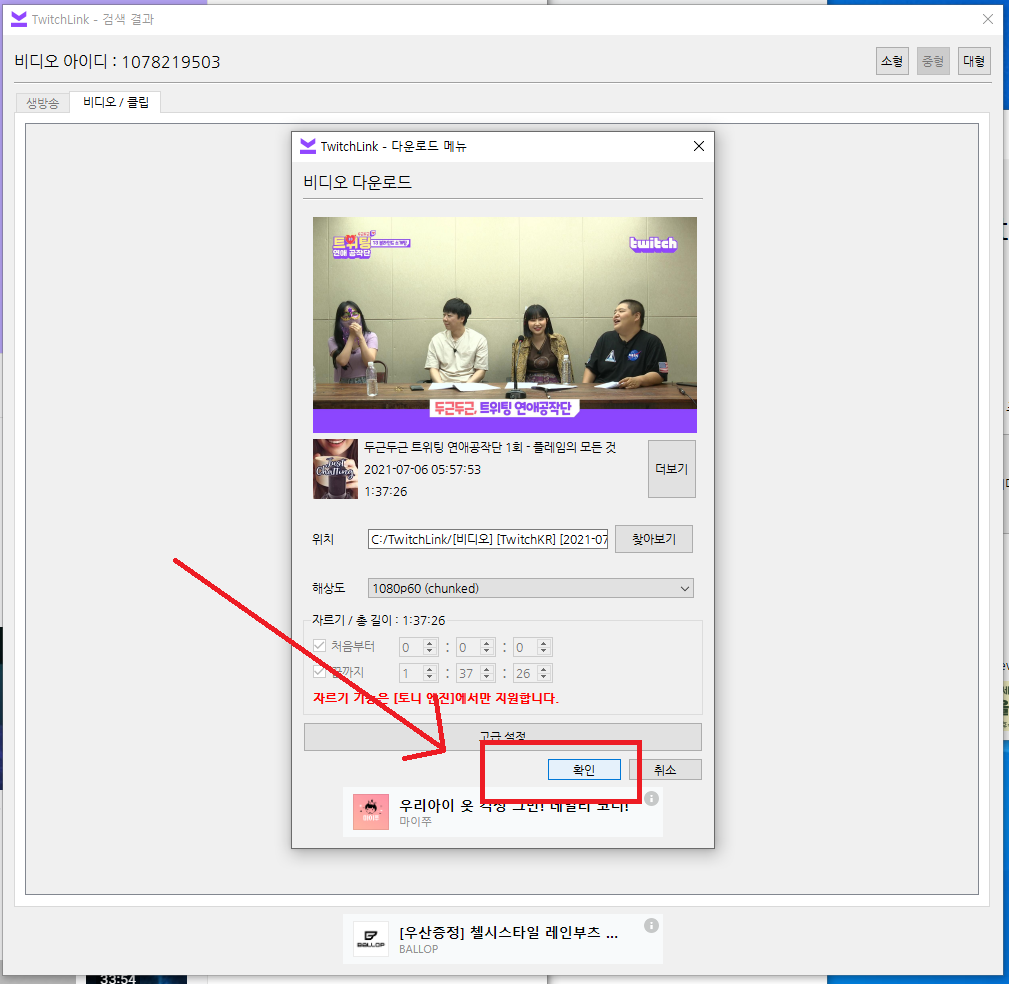 TwitchLink - 검색 결과
비디오 아이디 : 1078219503
소형
중형
대형
생방송
비디오 / 클립
TwitchLink - 다운로드 메뉴
비디오 다운로드
트위팅
연애 공작단
twitch
두근두근, 트위팅 연애공작단
Just
Chatting
두근두근 트위팅 연애공작단 1회 - 플레임의 모든 것
2021-07-06 05:57:53
1:37:26
더보기
위치
C:/TwitchLink/[비디오] [TwitchKR] [2021-07
찾아보기
해상도
1080p60 (chunked)
자르기 / 총 길이 : 1:37:26
처음부터
0 : 0 : 0
끝까지
1 : 37 : 26
자르기 기능은 [토니 엔진]에서만 지원합니다.
고급 설정
확인
취소
우리아이 옷 걱정 그만! 데일리 코디!
마이쭈
[우산증정] 첼시스타일 레인부츠 ...
BALLOP
BALLOP
33:54